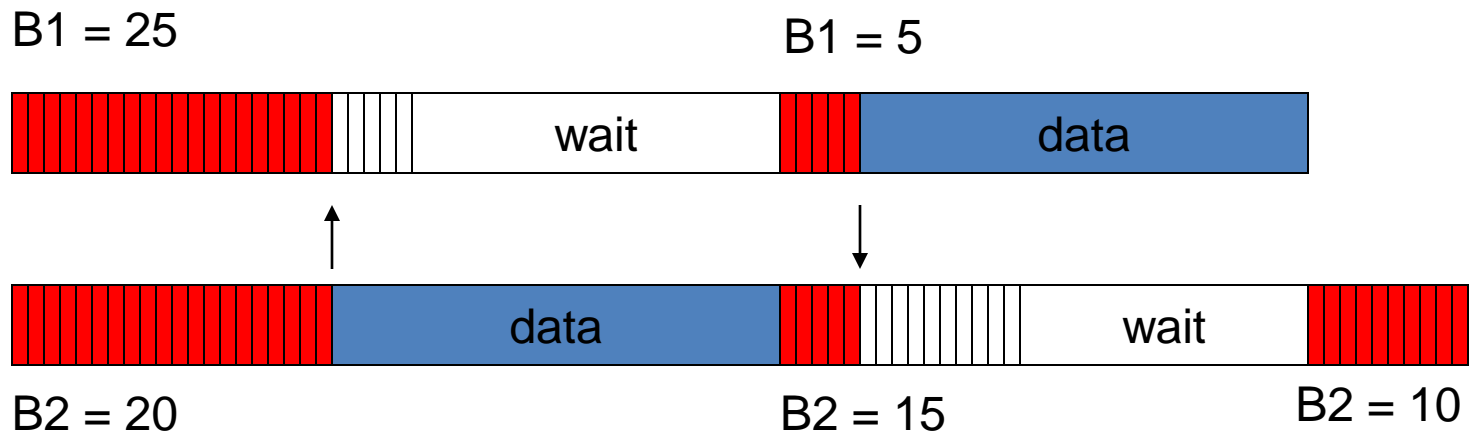 B1 = 25
B1 = 5
wait
data
data
wait
B2 = 20
B2 = 15
B2 = 10